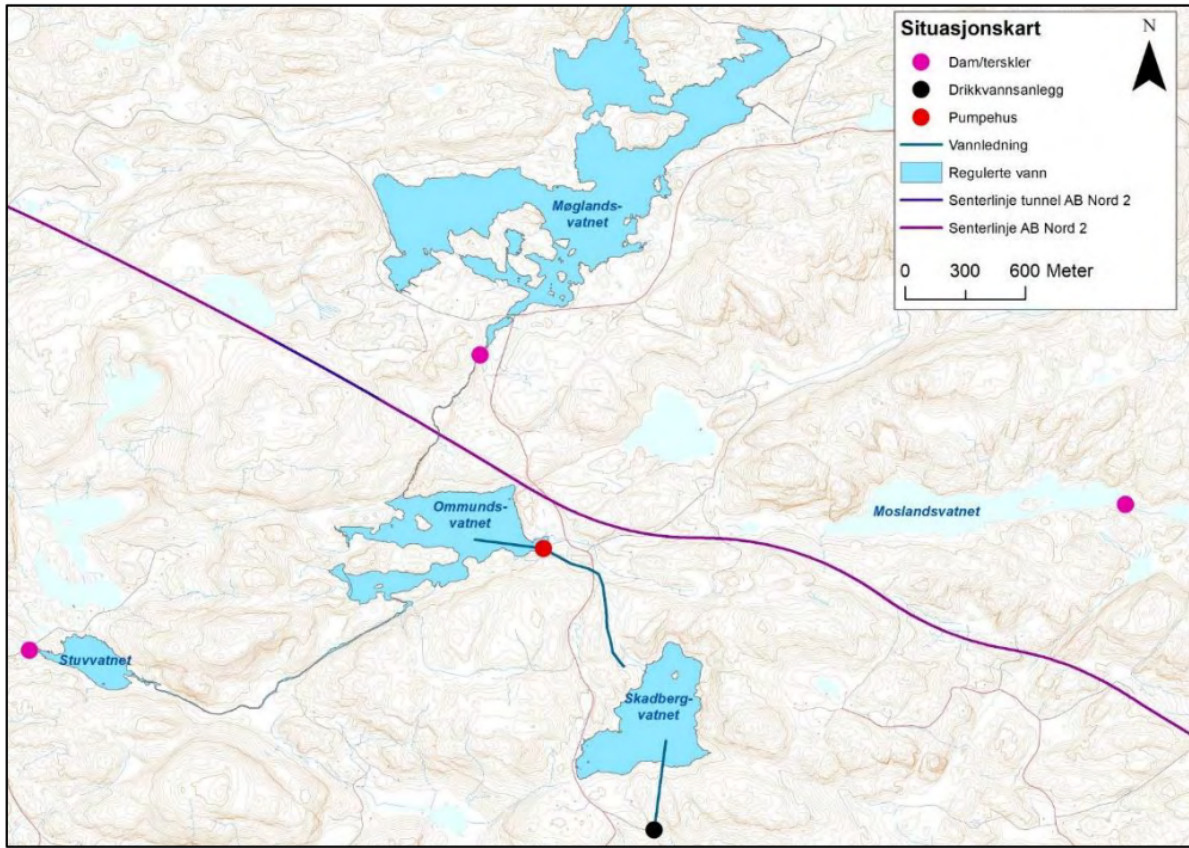 Situasjonskart
N
Dam/terskler
Drikkvannsanlegg
Pumpehus
Vannledning
Regulerte vann
Senterlinje tunnel AB Nord 2
Senterlinje AB Nord 2
0 300 600 Meter
Møglands-
vatnet
Ommunds-
vatnet
Moslandsvatnet
Stuvvatnet
Skadberg-
vatnet